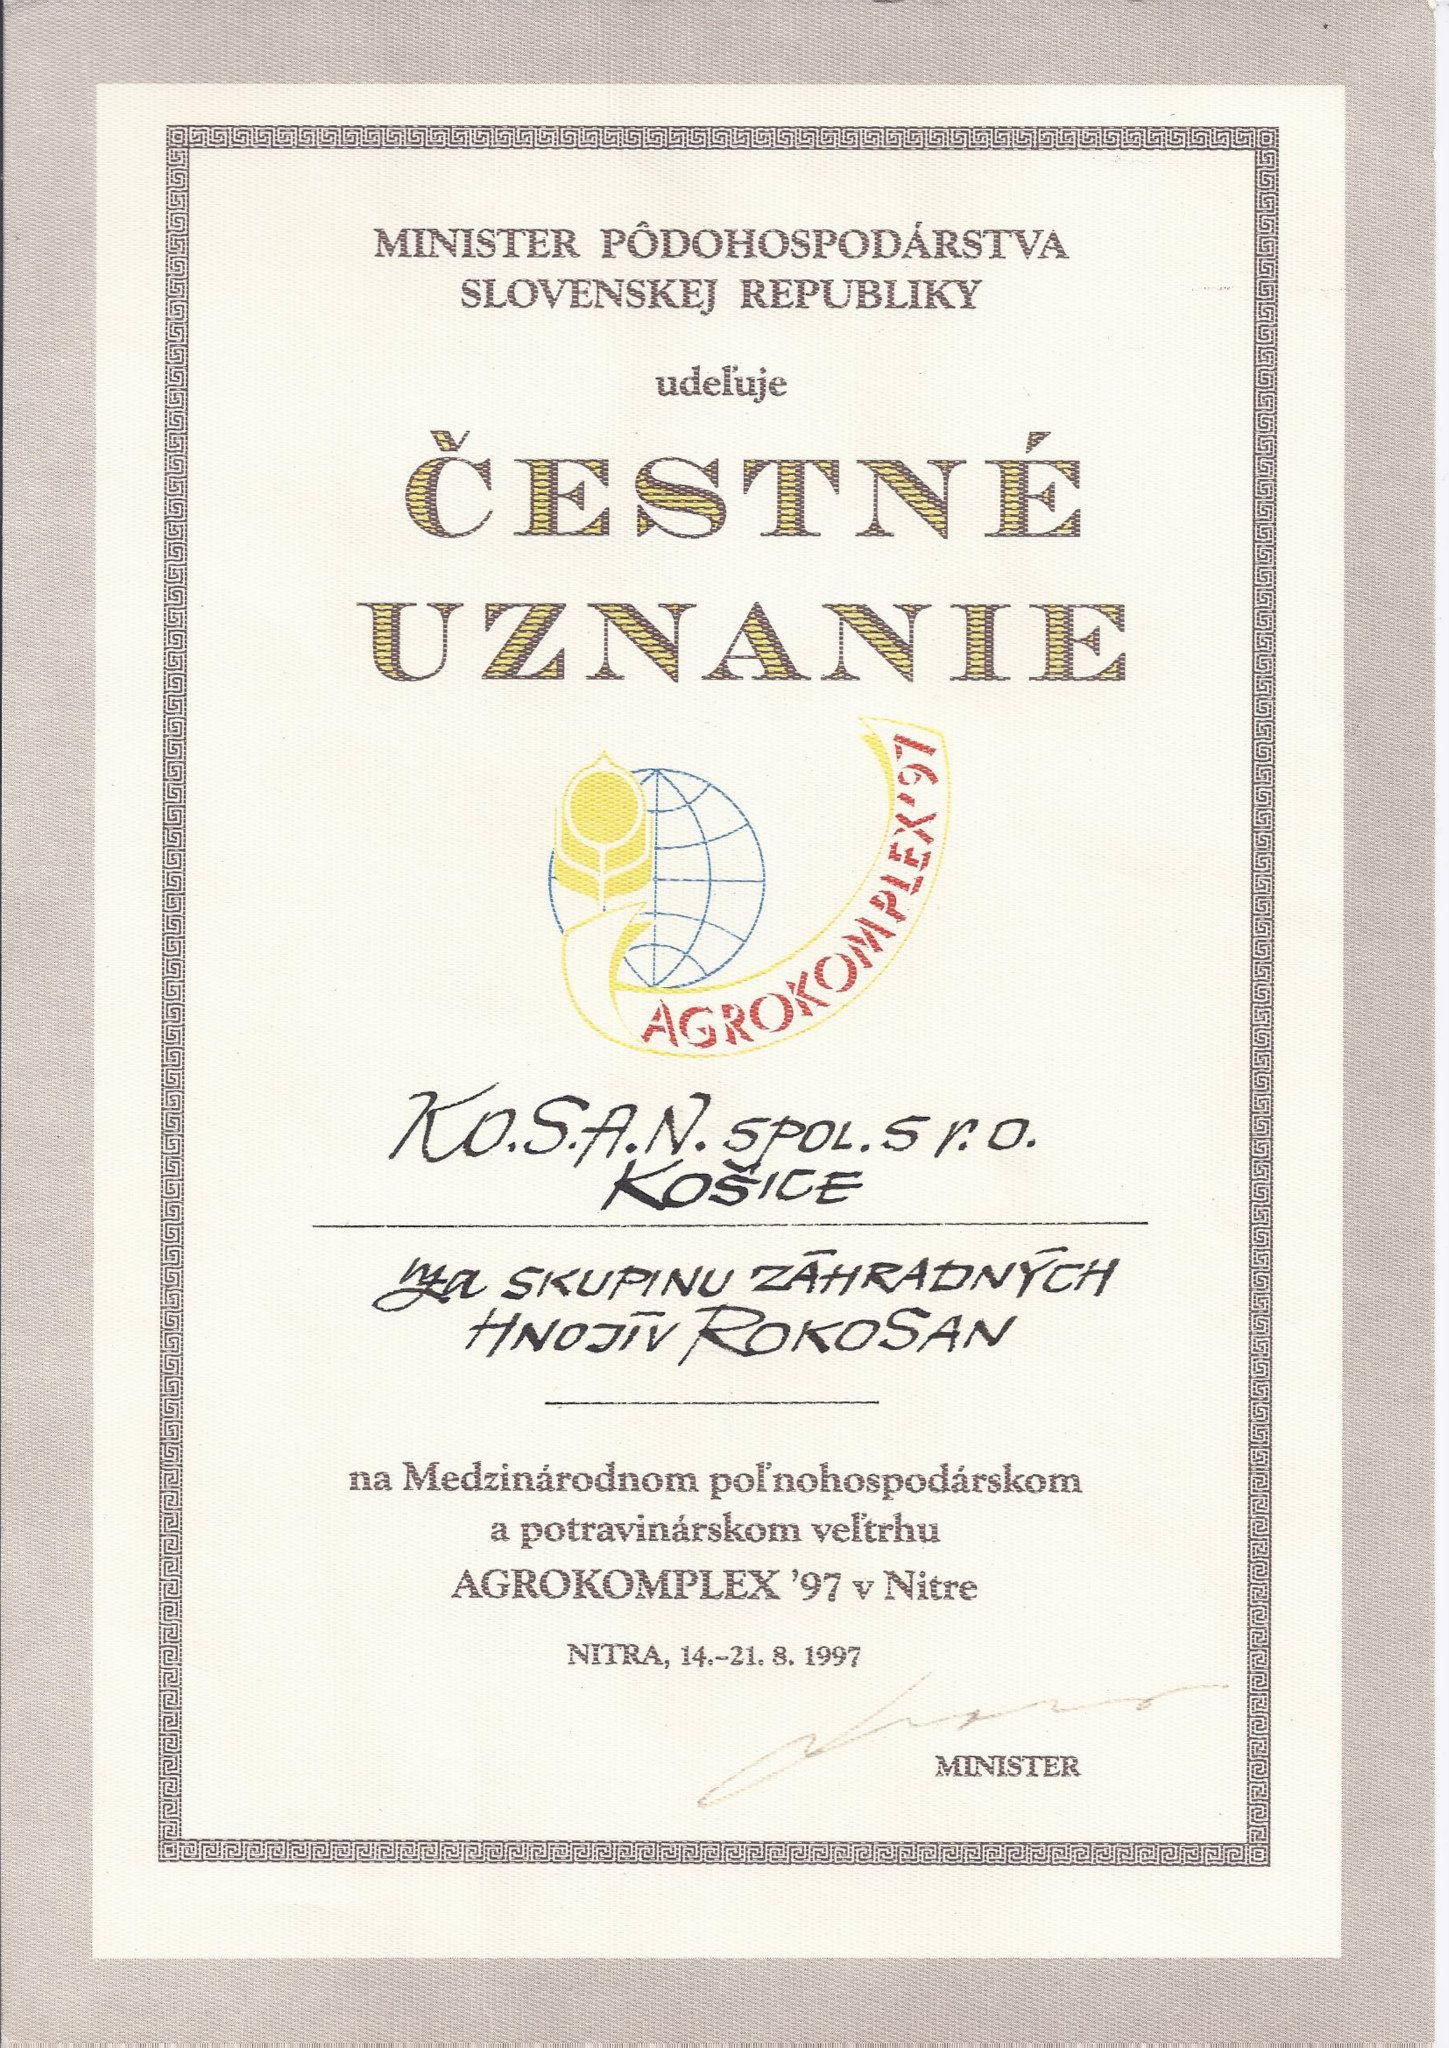 MINISTER PÔDOHOSPODÁRSTVA
SLOVENSKEJ REPUBLIKY
udeľuje
ČESTNÉ
UZNANIE
AGROKOMPLEX '97
KO.S.A.N. SPOL. S r.o.
KOŠICE
za SKUPINU ZÁHRADNÝCH
HNOJÍV ROKOSAN
na Medzinárodnom poľnohospodárskom
a potravinárskom veľtrhu
AGROKOMPLEX ’97 v Nitre
NITRA, 14.–21. 8. 1997
MINISTER